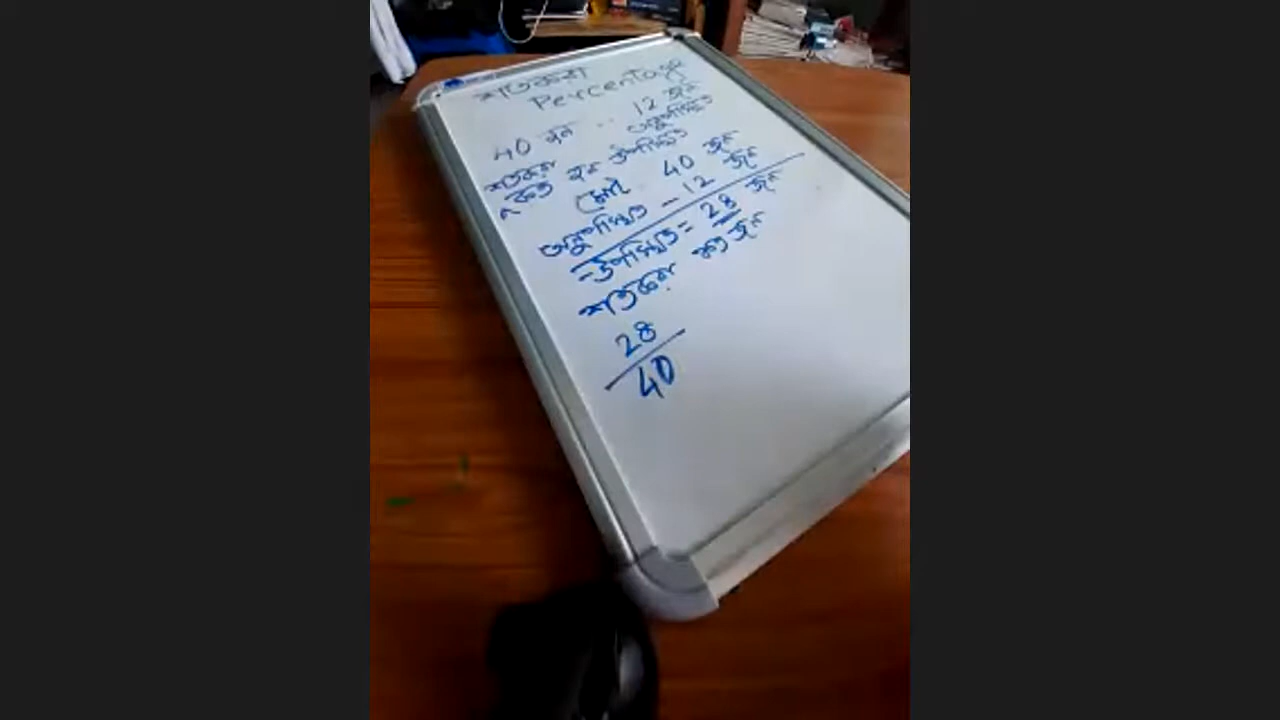 শতকরা
Percentage
40 জন .. 12 জন
অনুপস্থিত
শতকরা
কত জন উপস্থিত
মোট 40 জন
অনুপস্থিত - 12 জন
উপস্থিত = 28 জন
শতকরা কত জন
28
40